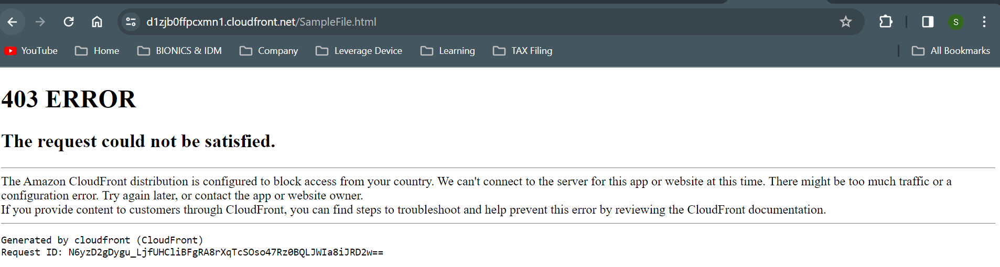 d1zjb0ffpcxmn1.cloudfront.net/SampleFile.html
S
YouTube Home BIONICS & IDM Company Leverage Device Learning TAX Filing All Bookmarks
403 ERROR
The request could not be satisfied.
The Amazon CloudFront distribution is configured to block access from your country. We can't connect to the server for this app or website at this time. There might be too much traffic or a
configuration error. Try again later, or contact the app or website owner.
If you provide content to customers through CloudFront, you can find steps to troubleshoot and help prevent this error by reviewing the CloudFront documentation.
Generated by cloudfront (CloudFront)
Request ID: N6yzD2gDygu_LjfUHCliBFgRA8rXqTcSOso47Rz0BQLJWIa8iJRD2w==